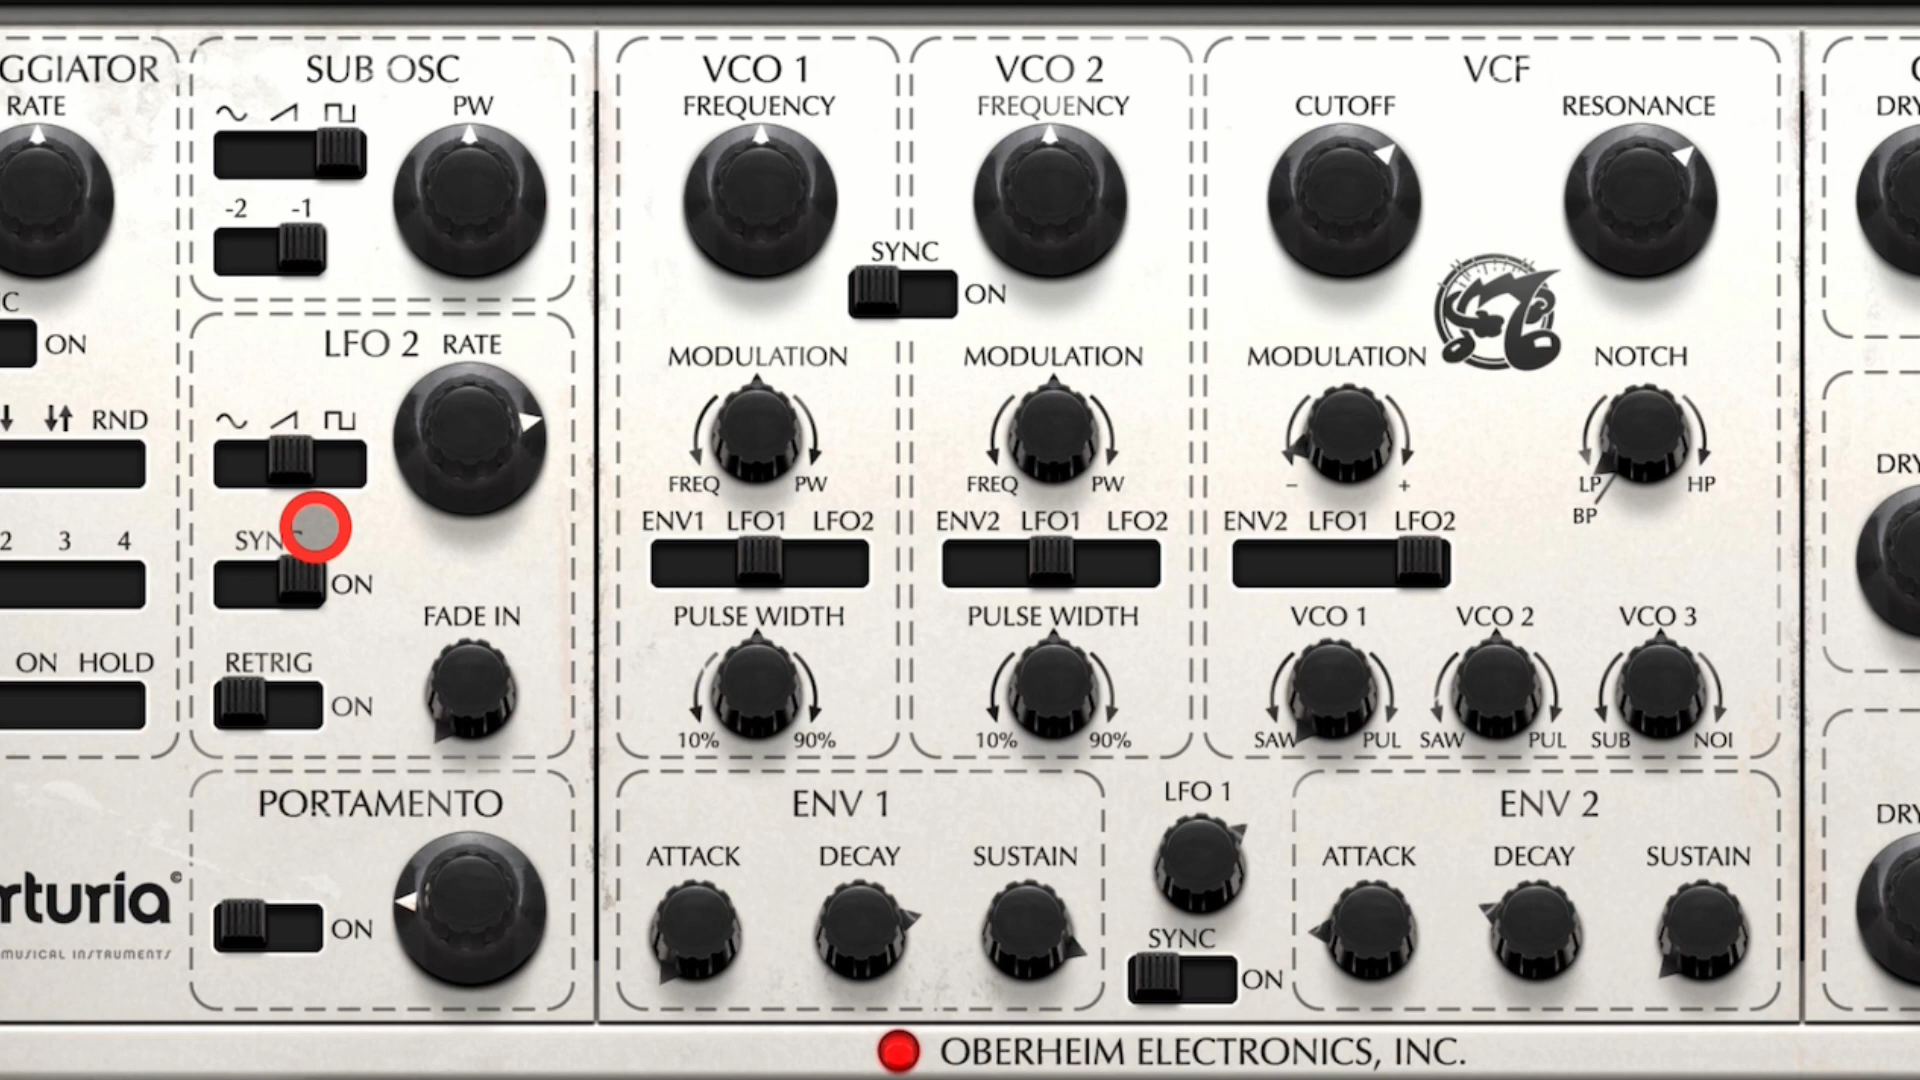 GGIATOR
RATE
C
ON
RND
2 3 4
ON HOLD
rturia©
MUSICAL INSTRUMENTS
SUB OSC
PW
-2 -1
LFO 2 RATE
ON
FADE IN
RETRIG
ON
PORTAMENTO
ON
VCO 1
FREQUENCY
VCO 2
FREQUENCY
SYNC
ON
MODULATION
FREQ PW
ENV1 LFO1 LFO2
PULSE WIDTH
10% 90%
MODULATION
FREQ PW
ENV2 LFO1 LFO2
PULSE WIDTH
10% 90%
VCF
CUTOFF RESONANCE
MODULATION NOTCH
- +
LP HP
BP
ENV2 LFO1 LFO2
VCO 1 VCO 2 VCO 3
SAW PUL SAW PUL SUB NOI
ENV 1
ATTACK DECAY SUSTAIN
LFO 1
SYNC
ON
ENV 2
ATTACK DECAY SUSTAIN
DRY
DRY
DRY
OBERHEIM ELECTRONICS, INC.